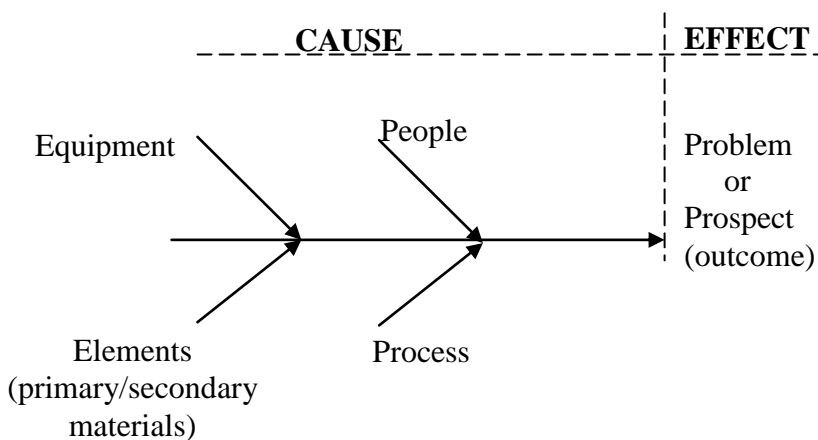 CAUSE
EFFECT
Equipment
People
Problem
or
Prospect
(outcome)
Elements
(primary/secondary
materials)
Process